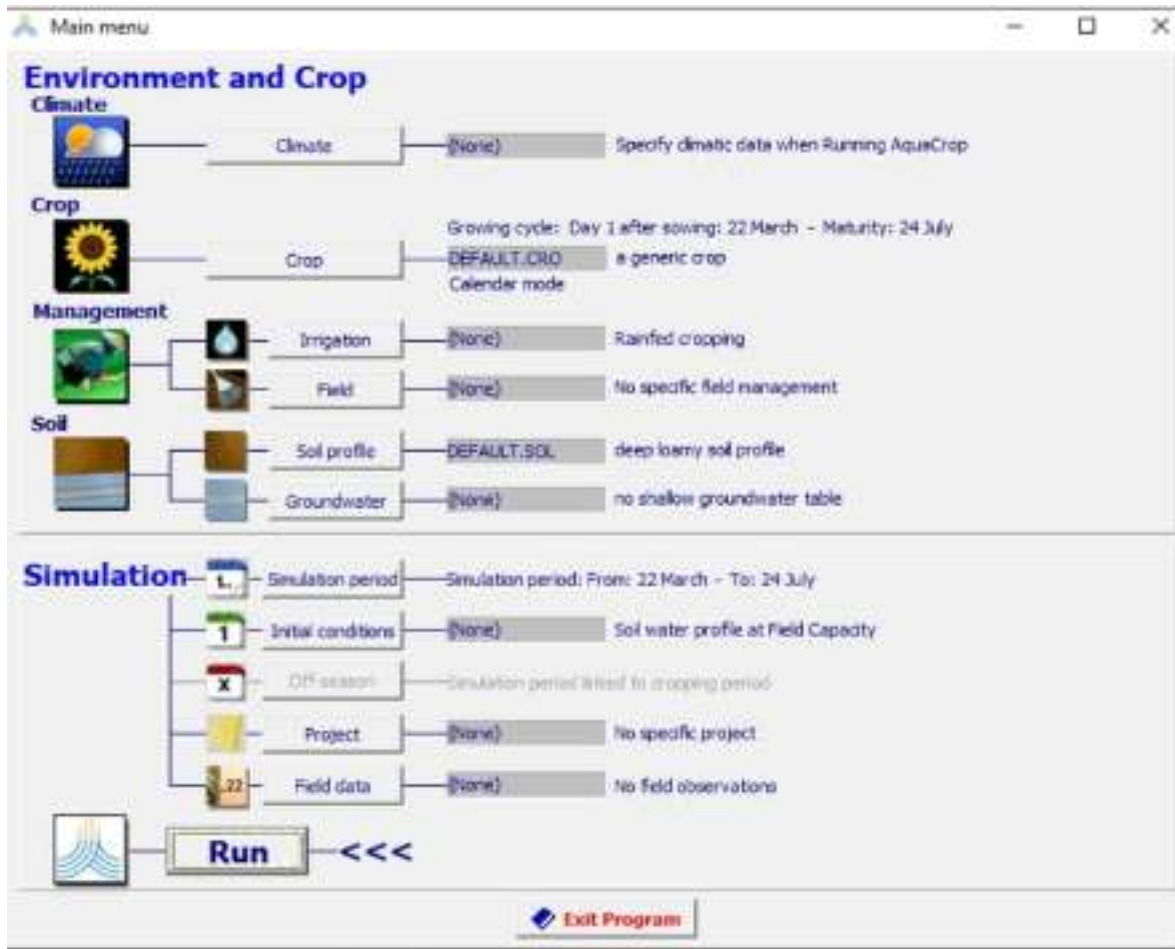 Main menu
Environment and Crop
Climate
Climate (None) Specify climatic data when Running AquaCrop
Crop
Growing cycle: Day 1 after sowing: 22 March - Maturity: 24 July
Crop DEFAULT.CRO a generic crop
Calendar mode
Management
Irrigation (None) Rainfed cropping
Field (None) No specific field management
Soil
Soil profile DEFAULT.SOL deep loamy soil profile
Groundwater (None) no shallow groundwater table
Simulation 1.. Simulation period Simulation period: From: 22 March - To: 24 July
1 Initial conditions (None) Soil water profile at Field Capacity
X Off-season Simulation period linked to cropping period
Project (None) No specific project
.22 Field data (None) No field observations
Run <<<
Exit Program